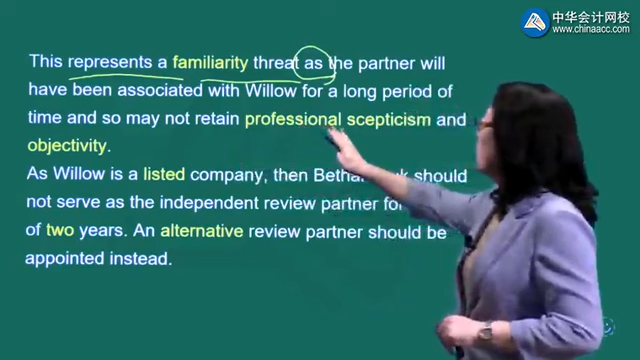 中华会计网校
www.chinaacc.com
This represents a familiarity threat as the partner will
have been associated with Willow for a long period of
time and so may not retain professional scepticism and
objectivity.
As Willow is a listed company, then should
not serve as the independent review partner for
of two years. An alternative review partner should be
appointed instead.